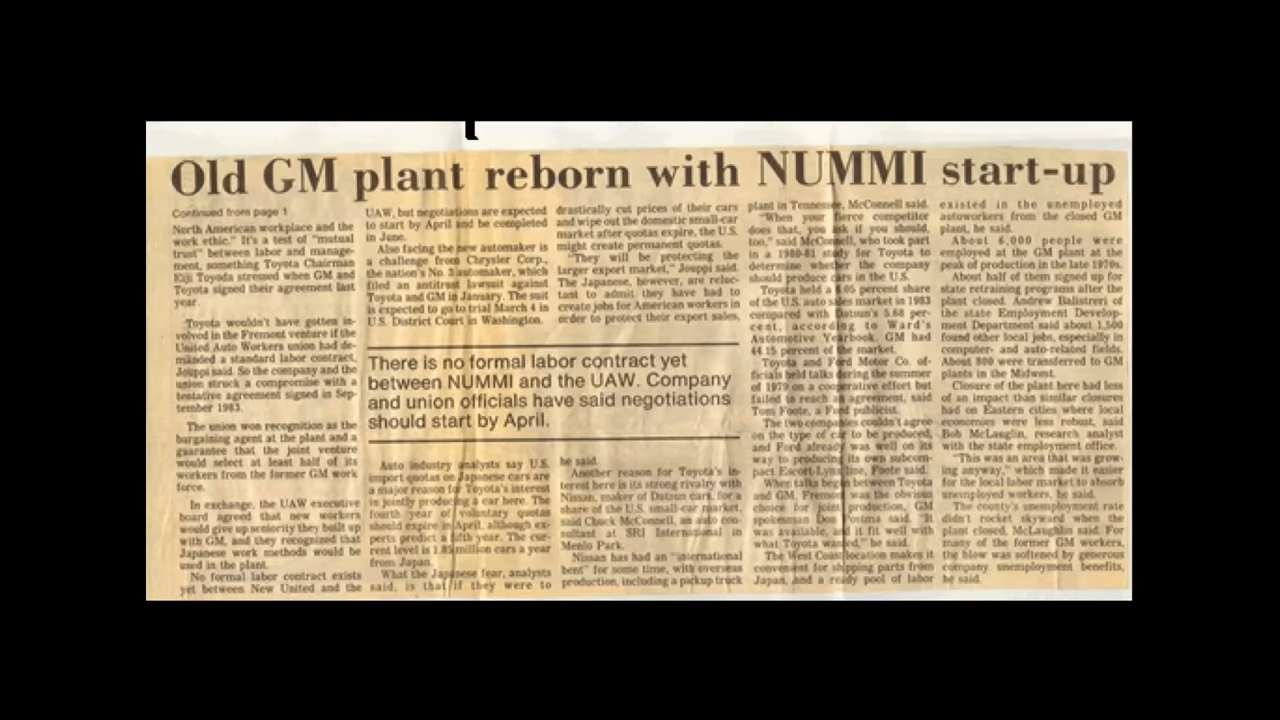 Old GM plant reborn with NUMMI start-up
Continued from page 1
North American workplace and the
work ethic." It's a test of "mutual
trust" between labor and manage-
ment, something Toyota Chairman
Eiji Toyoda stressed when GM and
Toyota signed their agreement last
year.
Toyota wouldn't have gotten in-
volved in the Fremont venture if the
United Auto Workers union had de-
manded a standard labor contract,
Jouppi said. So the company and the
union struck a compromise with a
tentative agreement signed in Sep-
tember 1983.
The union won recognition as the
bargaining agent at the plant and a
guarantee that the joint venture
would select at least half of its
workers from the former GM work
force.
In exchange, the UAW executive
board agreed that new workers
would give up seniority they built up
with GM, and they recognized that
Japanese work methods would be
used in the plant.
No formal labor contract exists
yet between New United and the
UAW, but negotiations are expected
to start by April and be completed
in June.
Also facing the new automaker is
a challenge from Chrysler Corp.,
the nation's No. 3 automaker, which
filed an antitrust lawsuit against
Toyota and GM in January. The suit
is expected to go to trial March 4 in
U.S. District Court in Washington.
There is no formal labor contract yet
between NUMMI and the UAW. Company
and union officials have said negotiations
should start by April.
Auto industry analysts say U.S.
import quotas on Japanese cars are
a major reason for Toyota's interest
in jointly producing a car here. The
fourth year of voluntary quotas
should expire in April, although ex-
perts predict a fifth year. The cur-
rent level is 1.85 million cars a year
from Japan.
What the Japanese fear, analysts
said, is that if they were to
drastically cut prices of their cars
and wipe out the domestic small-car
market after quotas expire, the U.S.
might create permanent quotas.
"They will be protecting the
larger export market," Jouppi said.
The Japanese, however, are reluc-
tant to admit they have had to
create jobs for American workers in
order to protect their export sales,
he said.
Another reason for Toyota's in-
terest here is its strong rivalry with
Nissan, maker of Datsun cars, for a
share of the U.S. small-car market,
said Chuck McConnell, an auto con-
sultant at SRI International in
Menlo Park.
Nissan has had an "international
bent" for some time, with overseas
production, including a pickup truck
plant in Tennessee, McConnell said.
"When your fierce competitor
does that, you ask if you should,
too," said McConnell, who took part
in a 1980-81 study for Toyota to
determine whether the company
should produce cars in the U.S.
Toyota held a 6.05 percent share
of the U.S. auto sales market in 1983
compared with Datsun's 5.68 per-
cent, according to Ward's
Automotive Yearbook. GM had
44.15 percent of the market.
Toyota and Ford Motor Co. of-
ficials held talks during the summer
of 1979 on a cooperative effort but
failed to reach an agreement, said
Tom Foote, a Ford publicist.
The two companies couldn't agree
on the type of car to be produced,
and Ford already was well on its
way to producing its own subcom-
pact Escort-Lynx line, Foote said.
When talks began between Toyota
and GM, Fremont was the obvious
choice for joint production, GM
spokesman Don Postma said. "It
was available, and it fit well with
what Toyota wanted," he said.
The West Coast location makes it
convenient for shipping parts from
Japan, and a ready pool of labor
existed in the unemployed
autoworkers from the closed GM
plant, he said.
About 6,000 people were
employed at the GM plant at the
peak of production in the late 1970s.
About half of them signed up for
state retraining programs after the
plant closed. Andrew Balistreri of
the state Employment Develop-
ment Department said about 1,500
found other local jobs, especially in
computer- and auto-related fields.
About 800 were transferred to GM
plants in the Midwest.
Closure of the plant here had less
of an impact than similar closures
had on Eastern cities where local
economies were less robust, said
Bob McLaughlin, research analyst
with the state employment office.
"This was an area that was grow-
ing anyway," which made it easier
for the local labor market to absorb
unemployed workers, he said.
The county's unemployment rate
didn't rocket skyward when the
plant closed, McLaughlin said. For
many of the former GM workers,
the blow was softened by generous
company unemployment benefits,
he said.